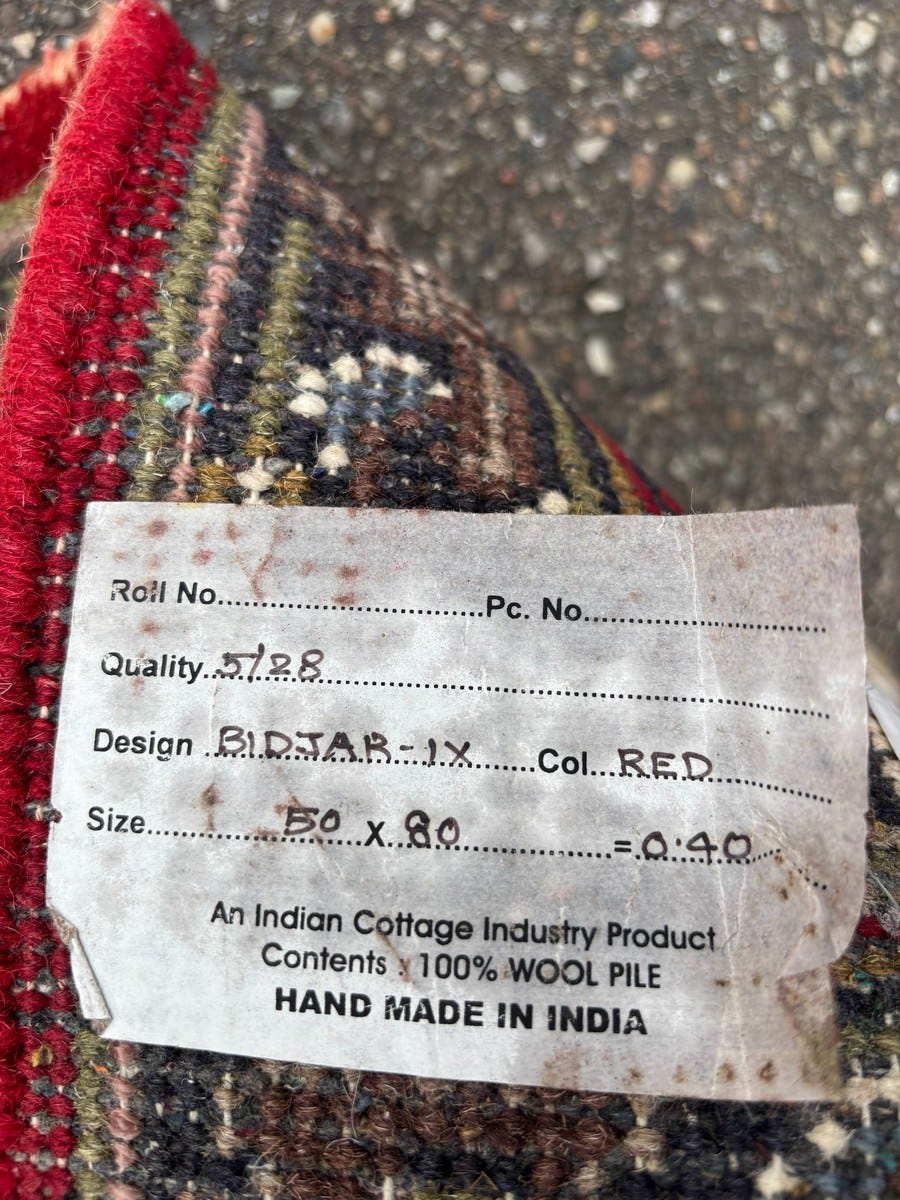 Roll No..............................Pc. No...........................
Quality..5/28.......................................................
Design .BIDJAR-IX......Col...RED..............
Size.....................50..X..80..................=.0.40.....
An Indian Cottage Industry Product
Contents : 100% WOOL PILE
HAND MADE IN INDIA